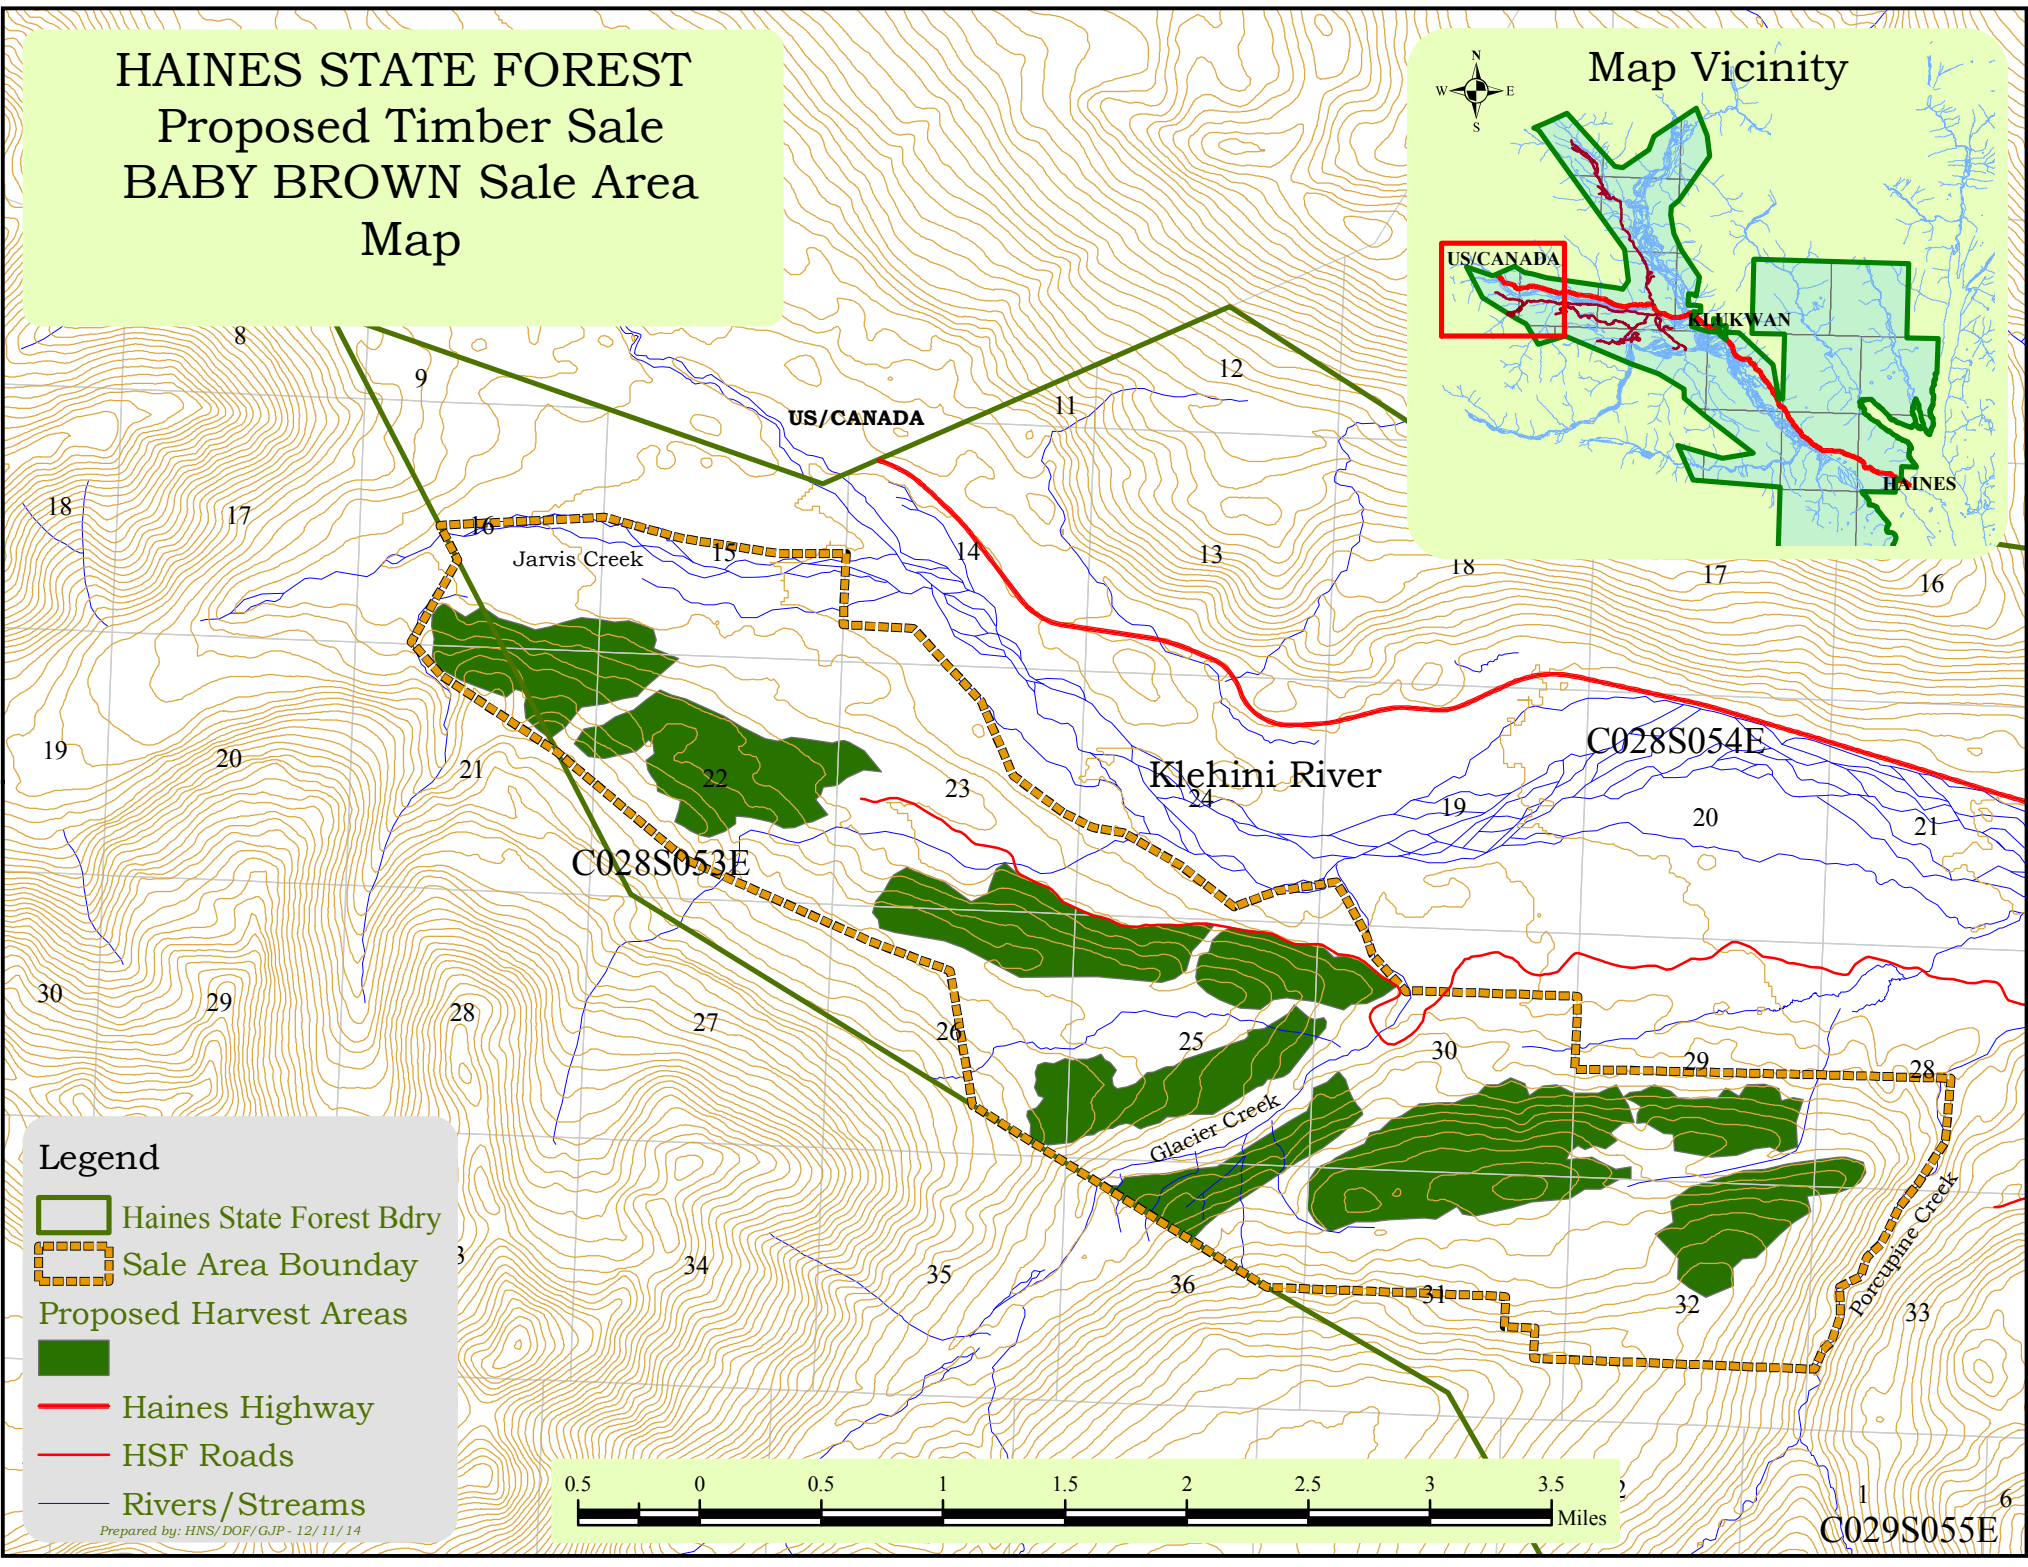 HAINES STATE FOREST
Proposed Timber Sale
BABY BROWN Sale Area
Map
Map Vicinity
N
W E
S
US/CANADA
KLUKWAN
HAINES
8
9
12
11
US/CANADA
18
17
16
15
14
13
18
17
16
Jarvis Creek
19
20
21
22
23
Klehini River
24
19
C028S054E
20
21
C028S053E
30
29
28
27
26
25
30
29
28
Glacier Creek
Porcupine Creek
3
34
35
36
31
32
33
Legend
Haines State Forest Bdry
Sale Area Bounday
Proposed Harvest Areas
Haines Highway
HSF Roads
Rivers/Streams
Prepared by: HNS/DOF/GJP - 12/11/14
0.5 0 0.5 1 1.5 2 2.5 3 3.5
Miles
2
1
6
C029S055E